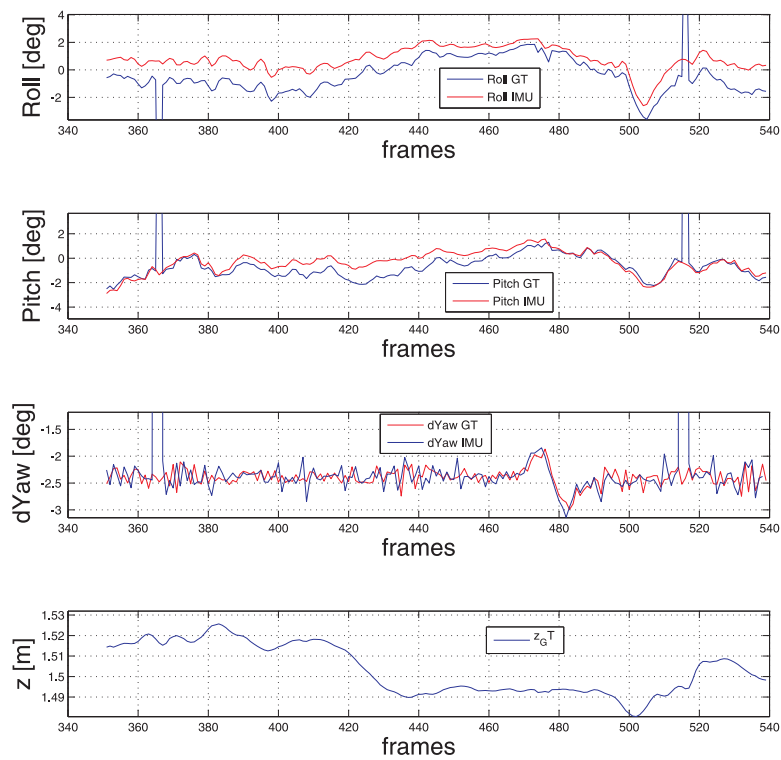 4
2
0
-2
340 360 380 400 420 440 460 480 500 520 540
Roll [deg]
frames
Roll GT
Roll IMU
2
0
-2
-4
340 360 380 400 420 440 460 480 500 520 540
Pitch [deg]
frames
Pitch GT
Pitch IMU
-1.5
-2
-2.5
-3
340 360 380 400 420 440 460 480 500 520 540
dYaw [deg]
frames
dYaw GT
dYaw IMU
1.53
1.52
1.51
1.5
1.49
340 360 380 400 420 440 460 480 500 520 540
z [m]
frames
z_GT